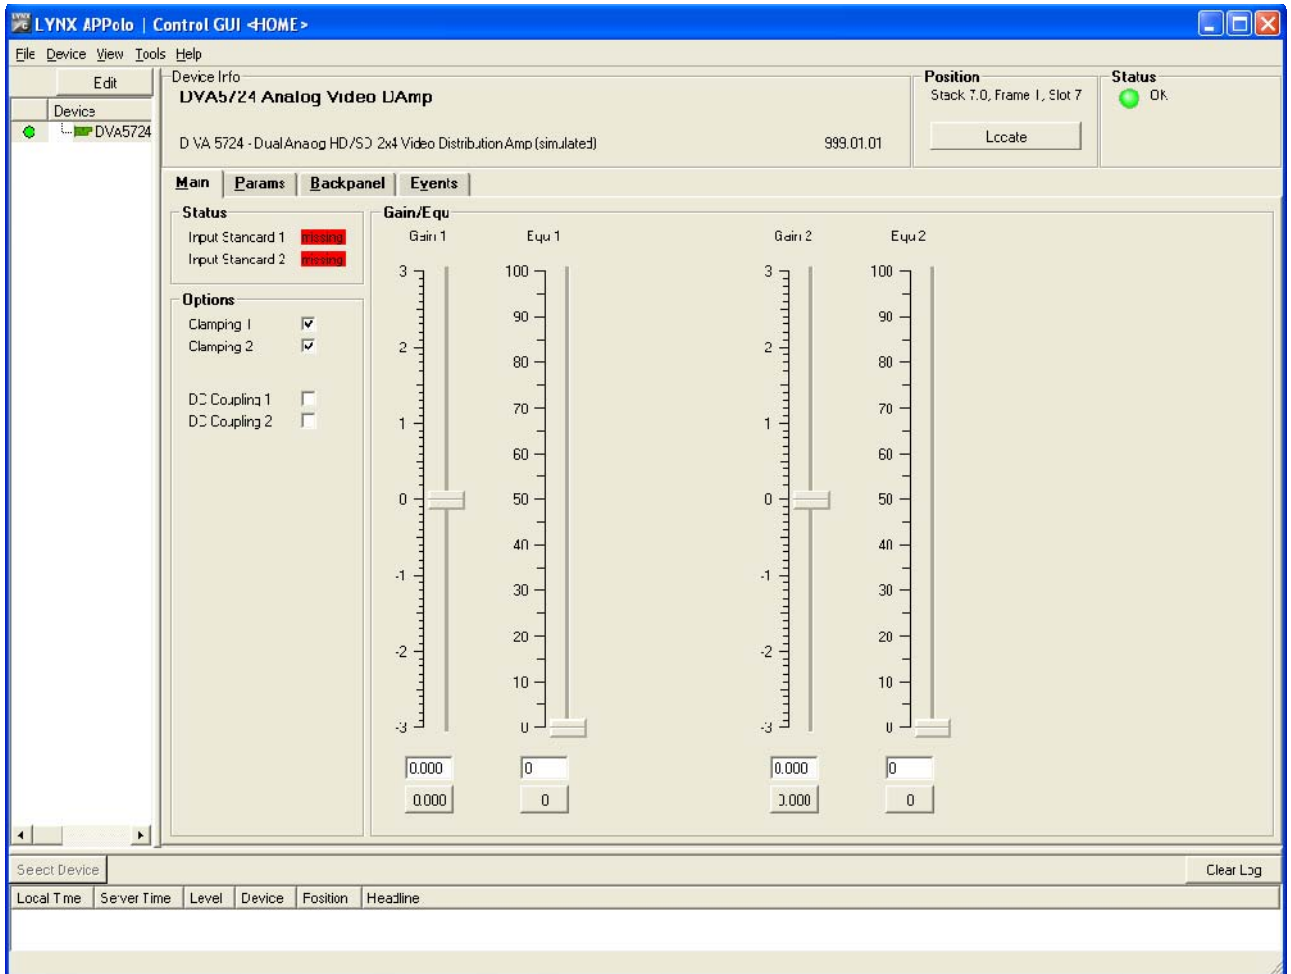 LYNX APPolo | Control GUI <HOME>
File Device View Tools Help
Edit
Device
DVA5724
Device Info
DVA5724 Analog Video DAmp
DVA 5724 - Dual Analog HD/SD 2x4 Video Distribution Amp (simulated) 999.01.01
Position
Stack 7.0, Frame 1, Slot 7
Locate
Status
OK
Main Params Backpanel Events
Status
Input Standard 1 missing
Input Standard 2 missing
Options
Clamping 1
Clamping 2
DC Coupling 1
DC Coupling 2
Gain/Equ
Gain 1 Equ 1 Gain 2 Equ 2
3 100 3 100
90 90
2 2
80 80
70 70
1 1
60 60
0 50 0 50
40 40
-1 -1
30 30
20 20
-2 -2
10 10
-3 0 -3 0
0.000 0 0.000 0
0.000 0 0.000 0
Select Device Clear Log
Local Time Server Time Level Device Position Headline